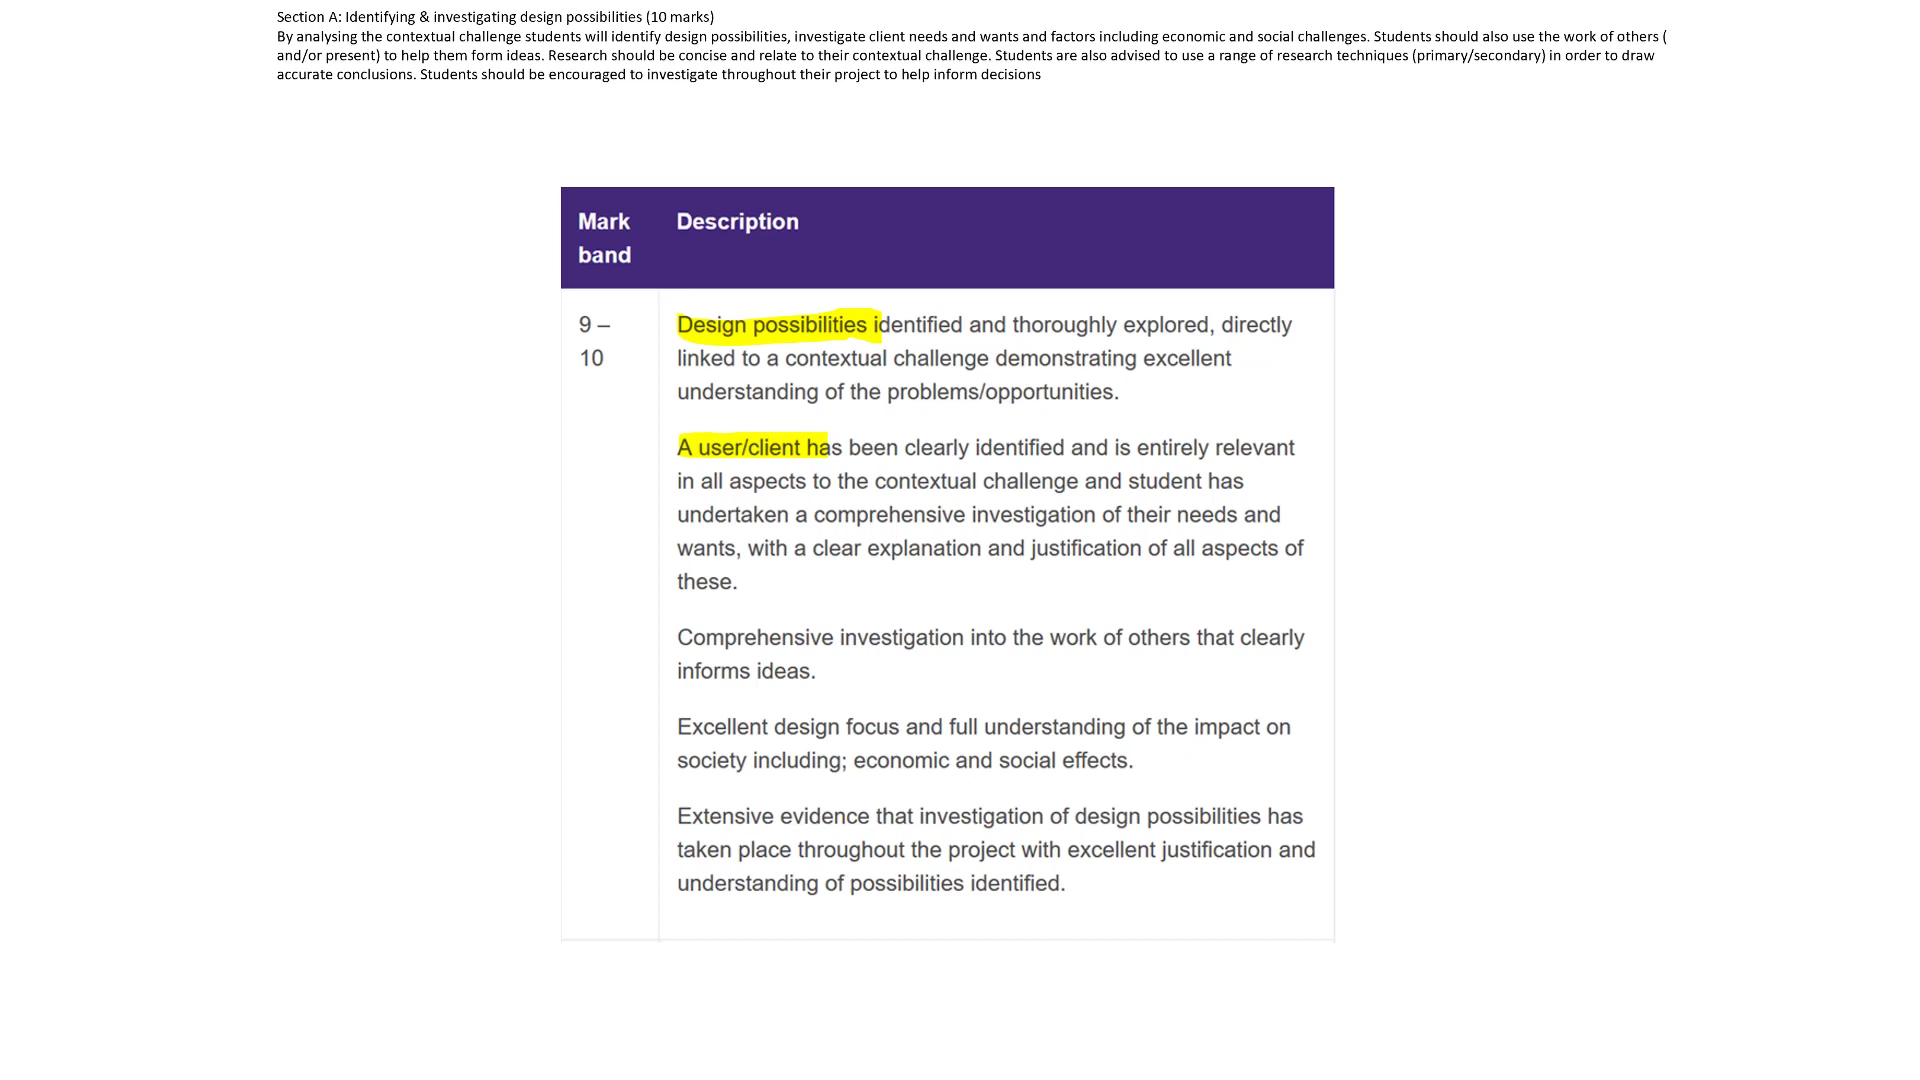 Section A: Identifying & investigating design possibilities (10 marks)
By analysing the contextual challenge students will identify design possibilities, investigate client needs and wants and factors including economic and social challenges. Students should also use the work of others (
and/or present) to help them form ideas. Research should be concise and relate to their contextual challenge. Students are also advised to use a range of research techniques (primary/secondary) in order to draw
accurate conclusions. Students should be encouraged to investigate throughout their project to help inform decisions
Mark
band
Description
9 –
10
Design possibilities identified and thoroughly explored, directly
linked to a contextual challenge demonstrating excellent
understanding of the problems/opportunities.
A user/client has been clearly identified and is entirely relevant
in all aspects to the contextual challenge and student has
undertaken a comprehensive investigation of their needs and
wants, with a clear explanation and justification of all aspects of
these.
Comprehensive investigation into the work of others that clearly
informs ideas.
Excellent design focus and full understanding of the impact on
society including; economic and social effects.
Extensive evidence that investigation of design possibilities has
taken place throughout the project with excellent justification and
understanding of possibilities identified.